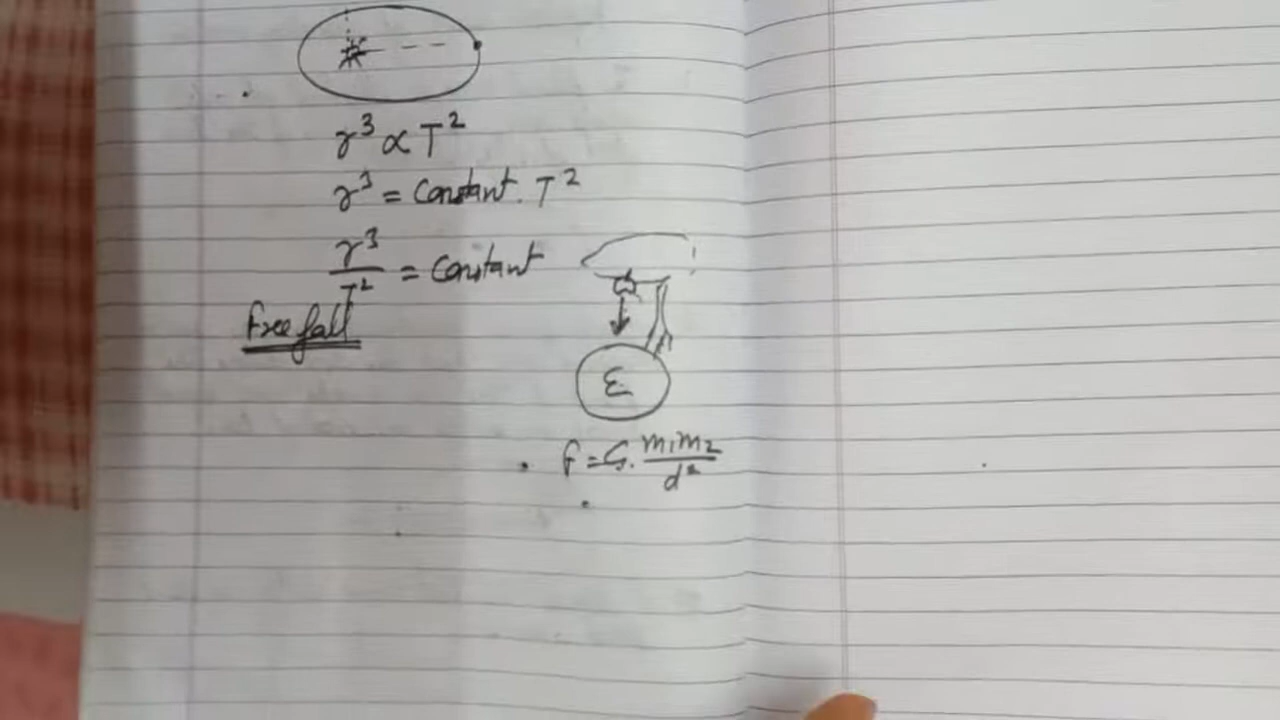 r³ ∝ T²
r³ = Constant. T²
r³/T² = Constant
Free fall
E
F = G. m₁m₂/d²